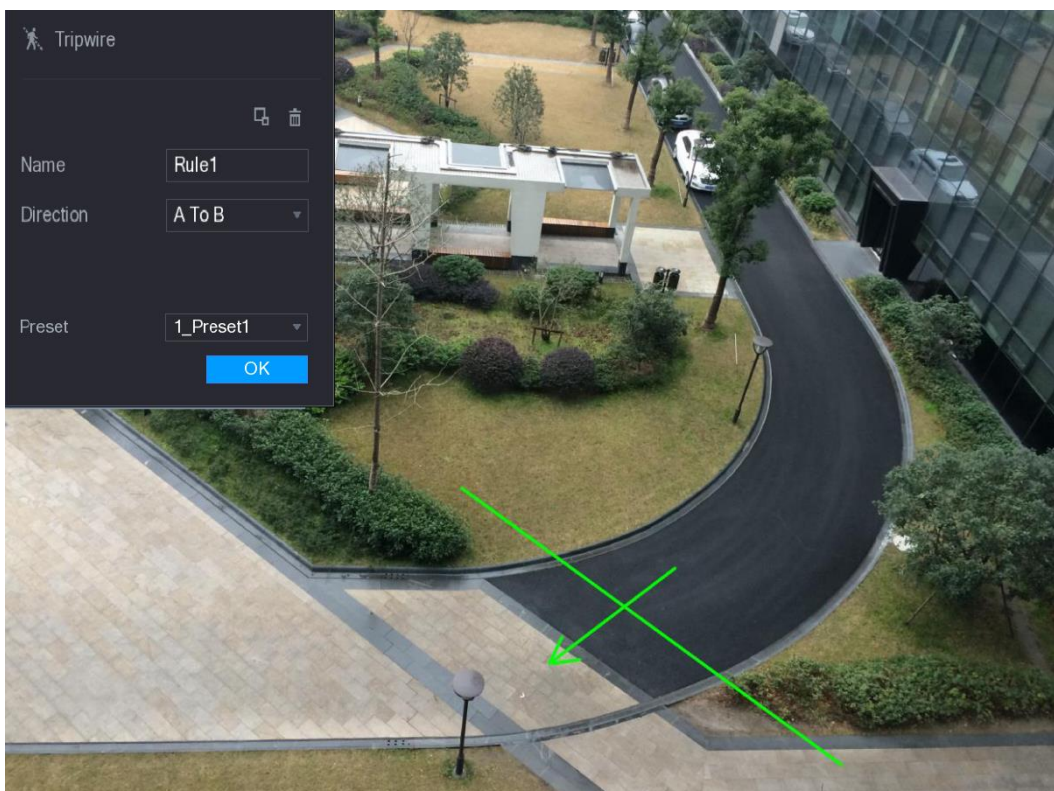 Tripwire
Name Rule1
Direction A To B
Preset 1_Preset1
OK